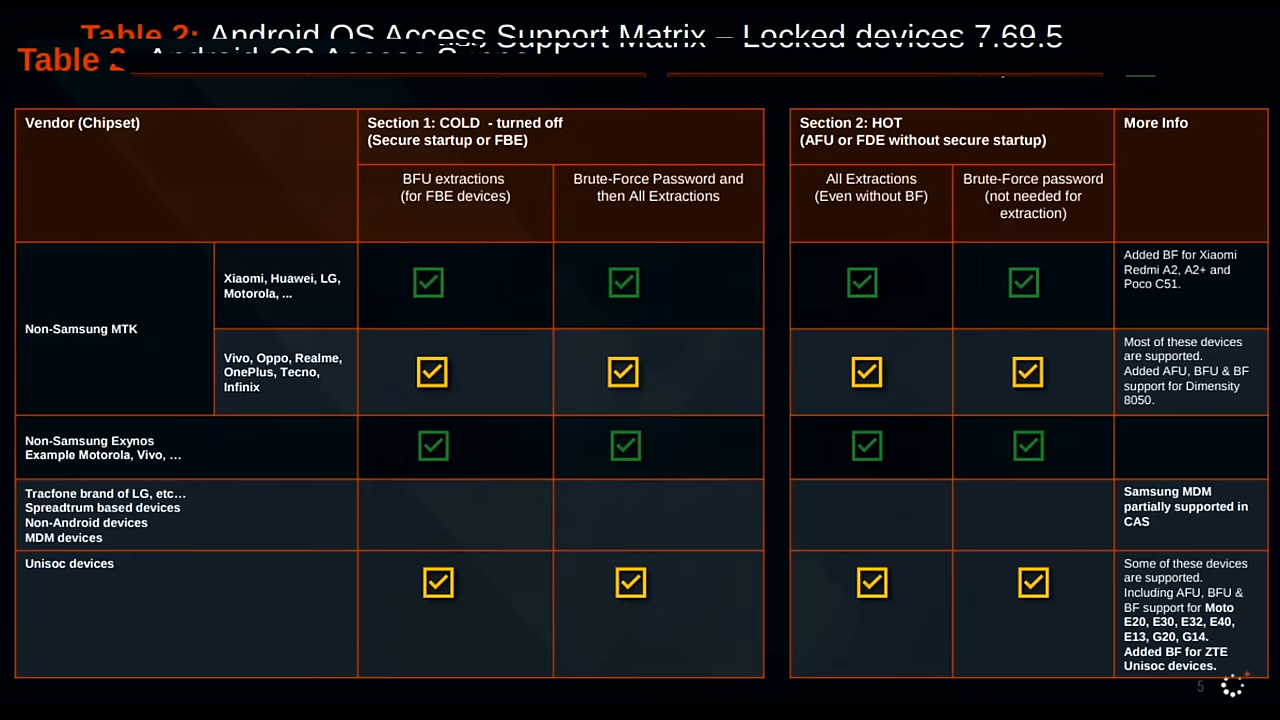 Table 2: Android OS Access Support Matrix – Locked devices 7.69.5
Table
Vendor (Chipset)
Section 1: COLD - turned off
(Secure startup or FBE)
Section 2: HOT
(AFU or FDE without secure startup)
More Info
BFU extractions
(for FBE devices)
Brute-Force Password and
then All Extractions
All Extractions
(Even without BF)
Brute-Force password
(not needed for
extraction)
Non-Samsung MTK
Xiaomi, Huawei, LG,
Motorola, ...
Added BF for Xiaomi
Redmi A2, A2+ and
Poco C51.
Vivo, Oppo, Realme,
OnePlus, Tecno,
Infinix
Most of these devices
are supported.
Added AFU, BFU & BF
support for Dimensity
8050.
Non-Samsung Exynos
Example Motorola, Vivo, …
Tracfone brand of LG, etc…
Spreadtrum based devices
Non-Android devices
MDM devices
Samsung MDM
partially supported in
CAS
Unisoc devices
Some of these devices
are supported.
Including AFU, BFU &
BF support for Moto
E20, E30, E32, E40,
E13, G20, G14.
Added BF for ZTE
Unisoc devices.
5